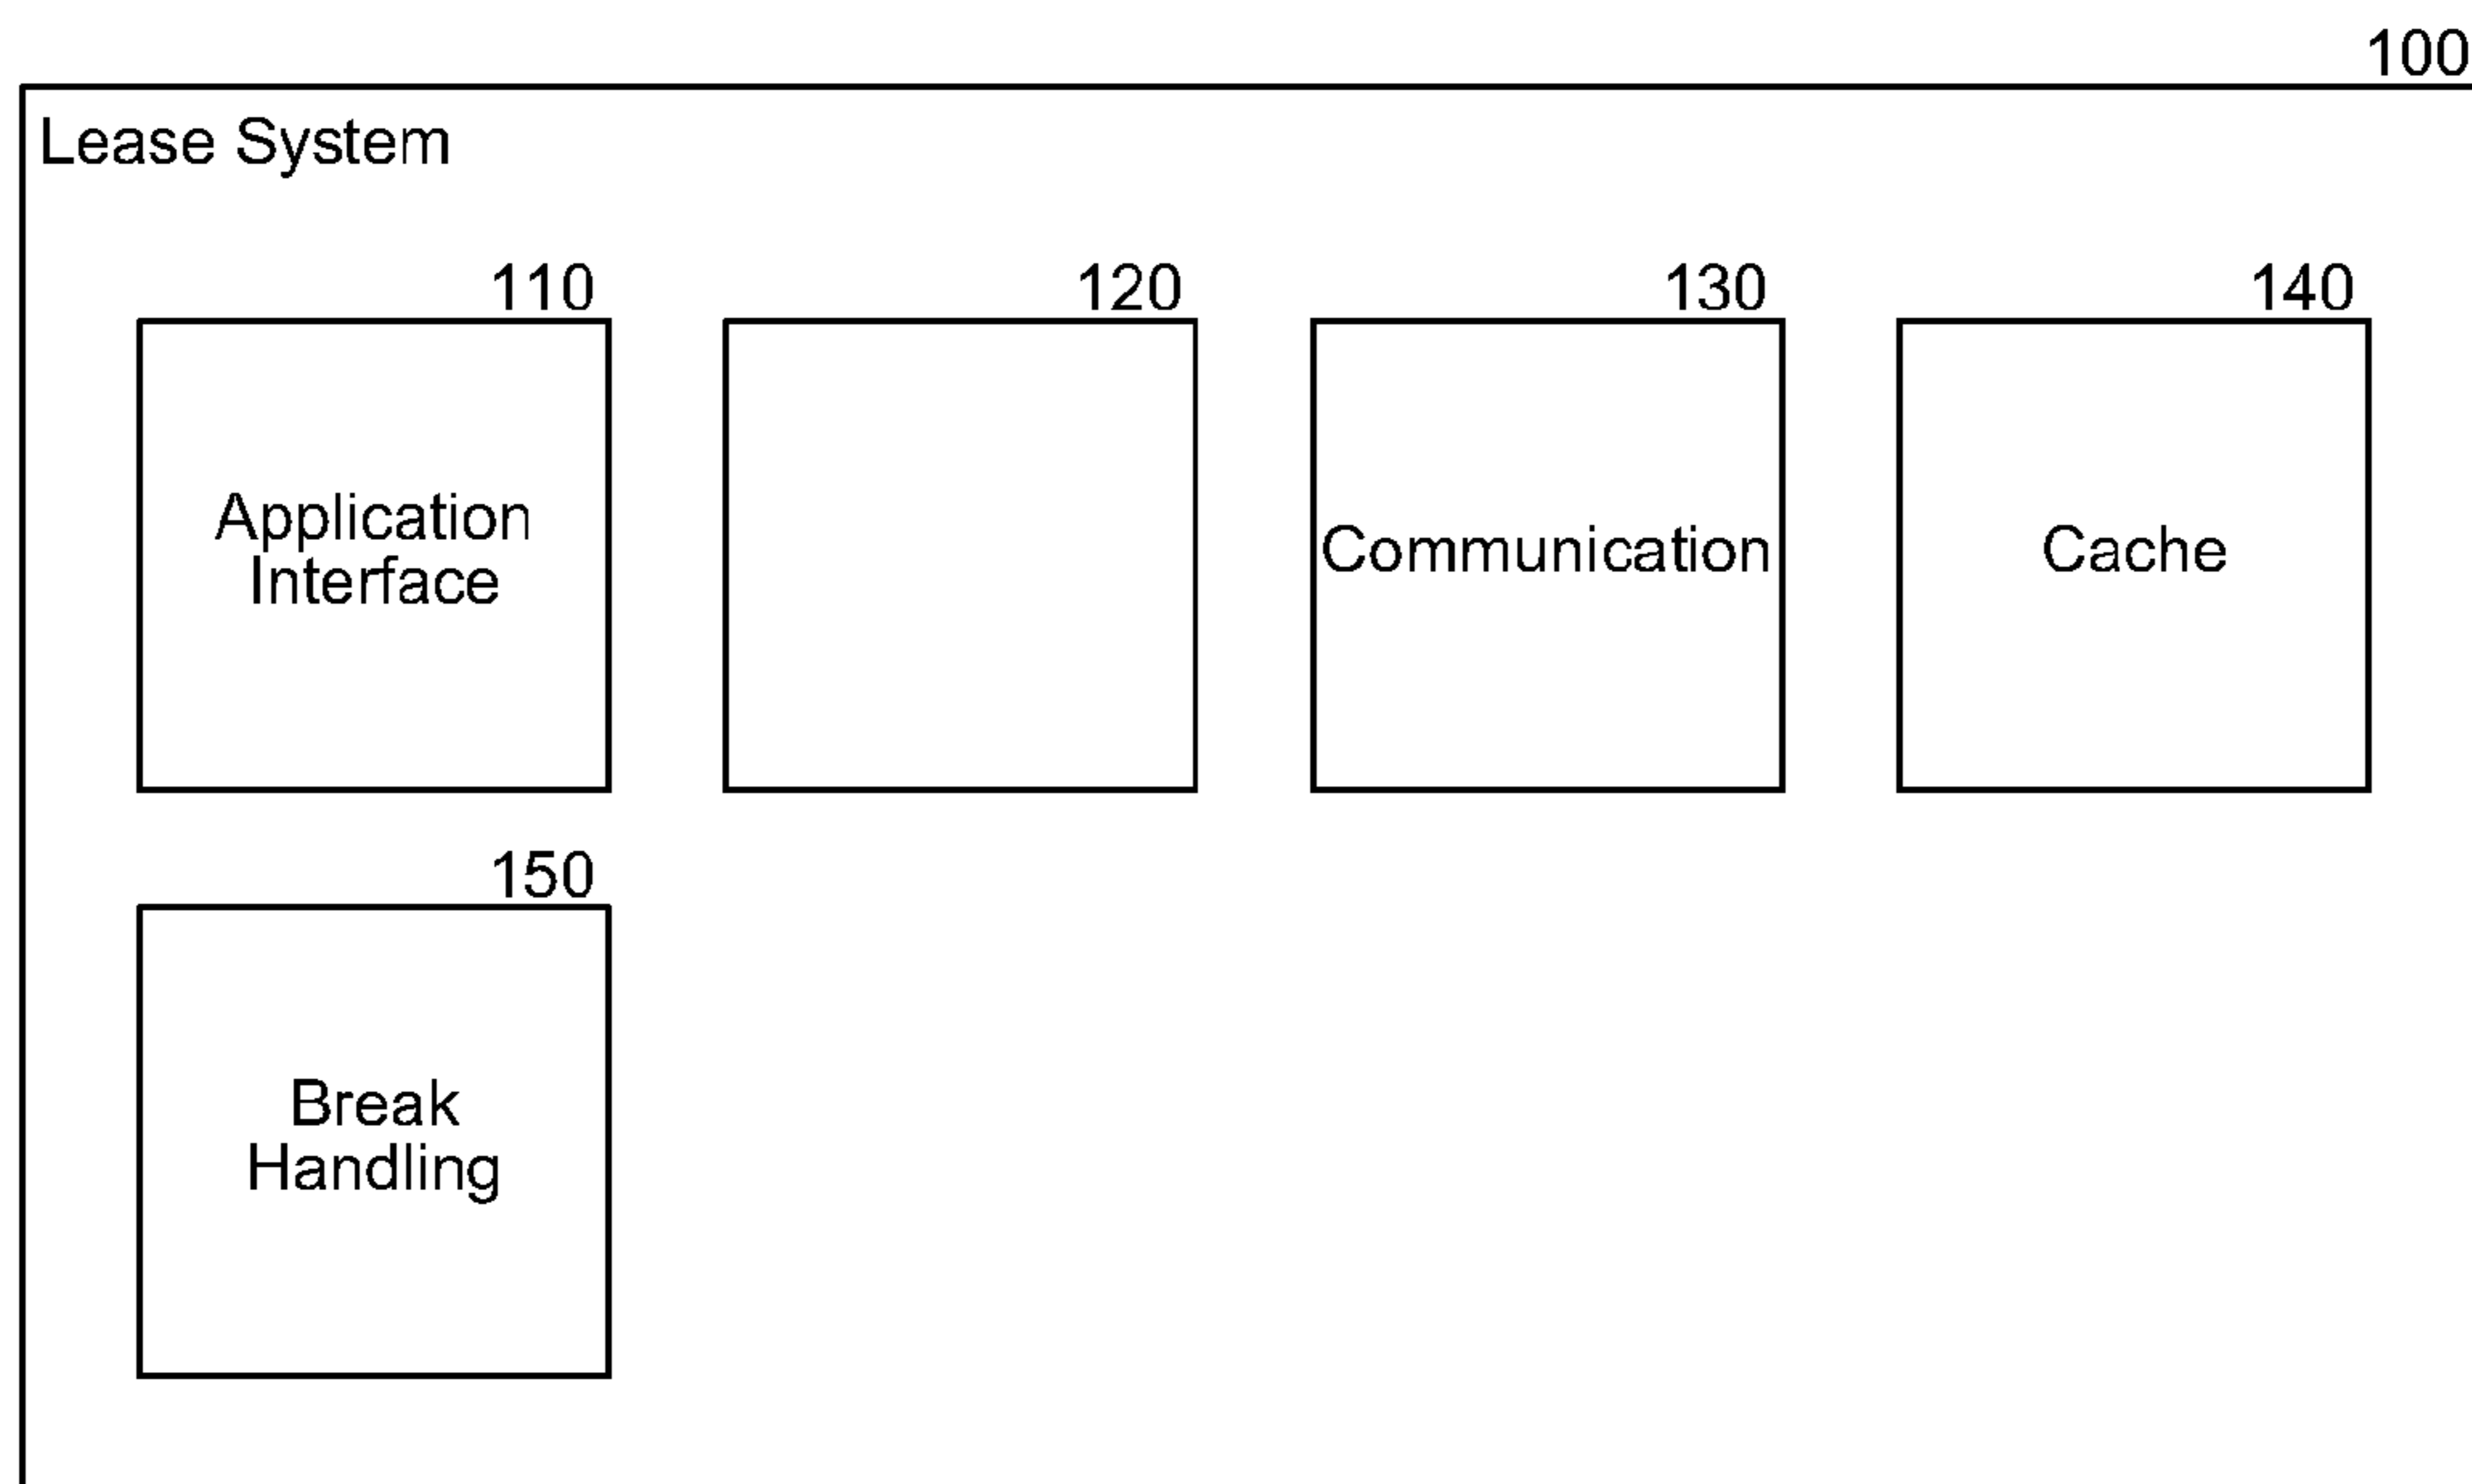 100
Lease System
110
120
130
140
Application
Interface
Communication
Cache
150
Break
Handling